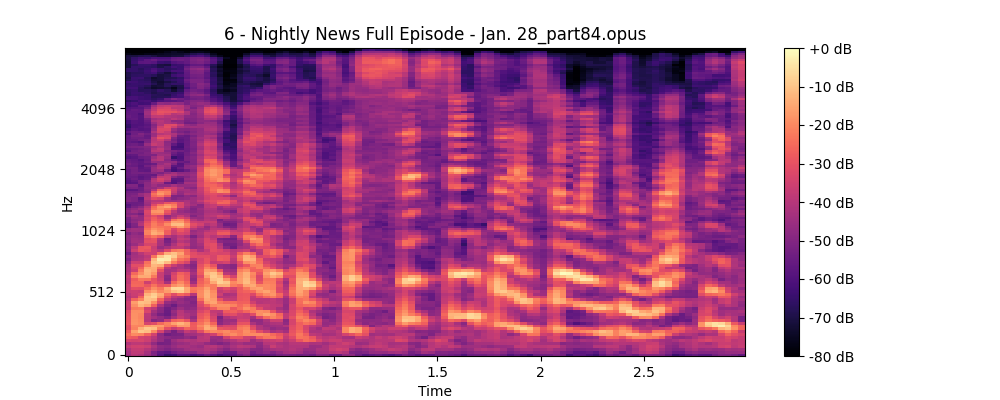 6 - Nightly News Full Episode - Jan. 28_part84.opus
+0 dB
-10 dB
-20 dB
-30 dB
-40 dB
-50 dB
-60 dB
-70 dB
-80 dB
4096
2048
1024
512
0
Hz
0
0.5
1
1.5
2
2.5
Time